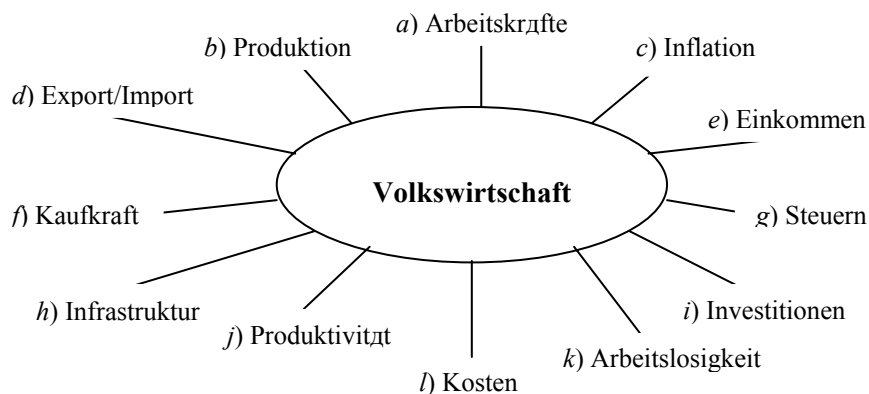 a) Arbeitskrдfte
b) Produktion
c) Inflation
d) Export/Import
e) Einkommen
Volkswirtschaft
f) Kaufkraft
g) Steuern
h) Infrastruktur
i) Investitionen
j) Produktivitдt
k) Arbeitslosigkeit
l) Kosten